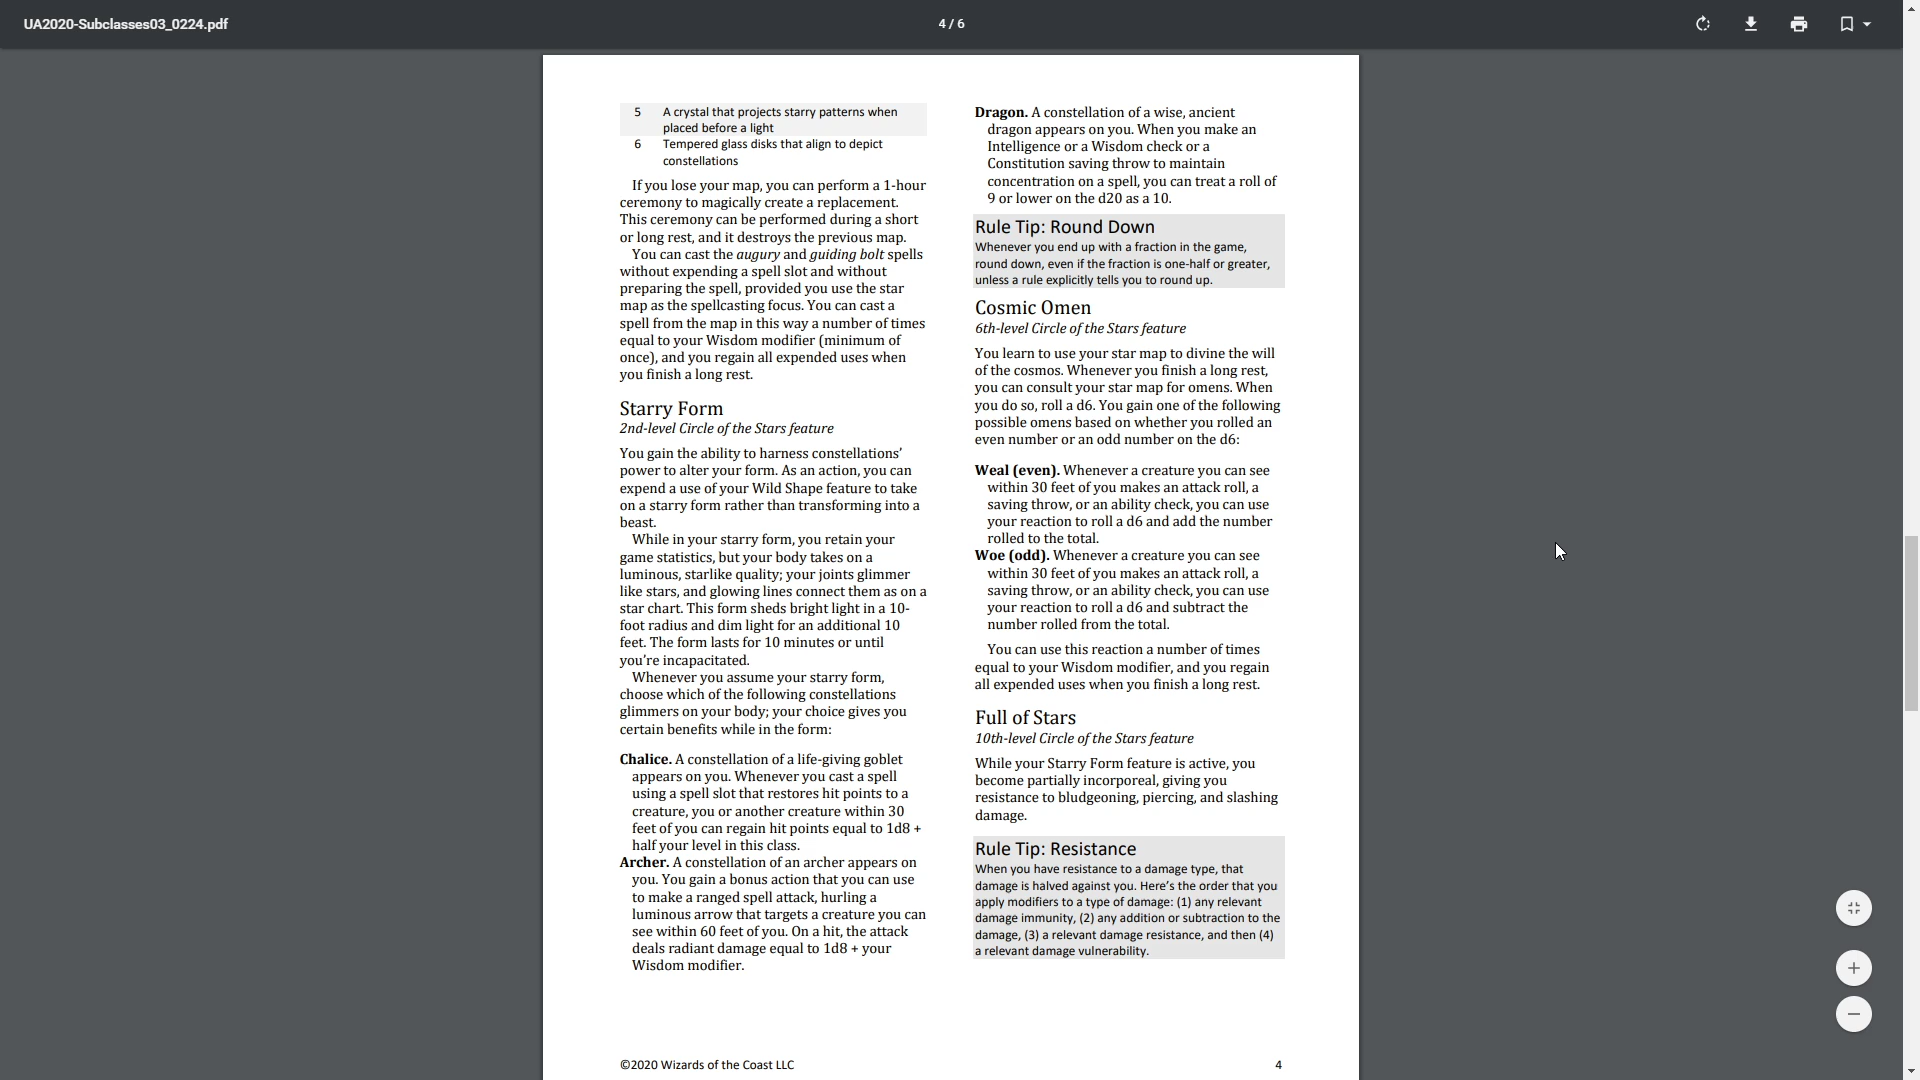 UA2020-Subclasses03_0224.pdf
4 / 6
5 A crystal that projects starry patterns when
placed before a light
6 Tempered glass disks that align to depict
constellations
If you lose your map, you can perform a 1-hour
ceremony to magically create a replacement.
This ceremony can be performed during a short
or long rest, and it destroys the previous map.
You can cast the augury and guiding bolt spells
without expending a spell slot and without
preparing the spell, provided you use the star
map as the spellcasting focus. You can cast a
spell from the map in this way a number of times
equal to your Wisdom modifier (minimum of
once), and you regain all expended uses when
you finish a long rest.
Starry Form
2nd-level Circle of the Stars feature
You gain the ability to harness constellations’
power to alter your form. As an action, you can
expend a use of your Wild Shape feature to take
on a starry form rather than transforming into a
beast.
While in your starry form, you retain your
game statistics, but your body takes on a
luminous, starlike quality; your joints glimmer
like stars, and glowing lines connect them as on a
star chart. This form sheds bright light in a 10-
foot radius and dim light for an additional 10
feet. The form lasts for 10 minutes or until
you’re incapacitated.
Whenever you assume your starry form,
choose which of the following constellations
glimmers on your body; your choice gives you
certain benefits while in the form:
Chalice. A constellation of a life-giving goblet
appears on you. Whenever you cast a spell
using a spell slot that restores hit points to a
creature, you or another creature within 30
feet of you can regain hit points equal to 1d8 +
half your level in this class.
Archer. A constellation of an archer appears on
you. You gain a bonus action that you can use
to make a ranged spell attack, hurling a
luminous arrow that targets a creature you can
see within 60 feet of you. On a hit, the attack
deals radiant damage equal to 1d8 + your
Wisdom modifier.
Dragon. A constellation of a wise, ancient
dragon appears on you. When you make an
Intelligence or a Wisdom check or a
Constitution saving throw to maintain
concentration on a spell, you can treat a roll of
9 or lower on the d20 as a 10.
Rule Tip: Round Down
Whenever you end up with a fraction in the game,
round down, even if the fraction is one-half or greater,
unless a rule explicitly tells you to round up.
Cosmic Omen
6th-level Circle of the Stars feature
You learn to use your star map to divine the will
of the cosmos. Whenever you finish a long rest,
you can consult your star map for omens. When
you do so, roll a d6. You gain one of the following
possible omens based on whether you rolled an
even number or an odd number on the d6:
Weal (even). Whenever a creature you can see
within 30 feet of you makes an attack roll, a
saving throw, or an ability check, you can use
your reaction to roll a d6 and add the number
rolled to the total.
Woe (odd). Whenever a creature you can see
within 30 feet of you makes an attack roll, a
saving throw, or an ability check, you can use
your reaction to roll a d6 and subtract the
number rolled from the total.
You can use this reaction a number of times
equal to your Wisdom modifier, and you regain
all expended uses when you finish a long rest.
Full of Stars
10th-level Circle of the Stars feature
While your Starry Form feature is active, you
become partially incorporeal, giving you
resistance to bludgeoning, piercing, and slashing
damage.
Rule Tip: Resistance
When you have resistance to a damage type, that
damage is halved against you. Here’s the order that you
apply modifiers to a type of damage: (1) any relevant
damage immunity, (2) any addition or subtraction to the
damage, (3) a relevant damage resistance, and then (4)
a relevant damage vulnerability.
©2020 Wizards of the Coast LLC
4